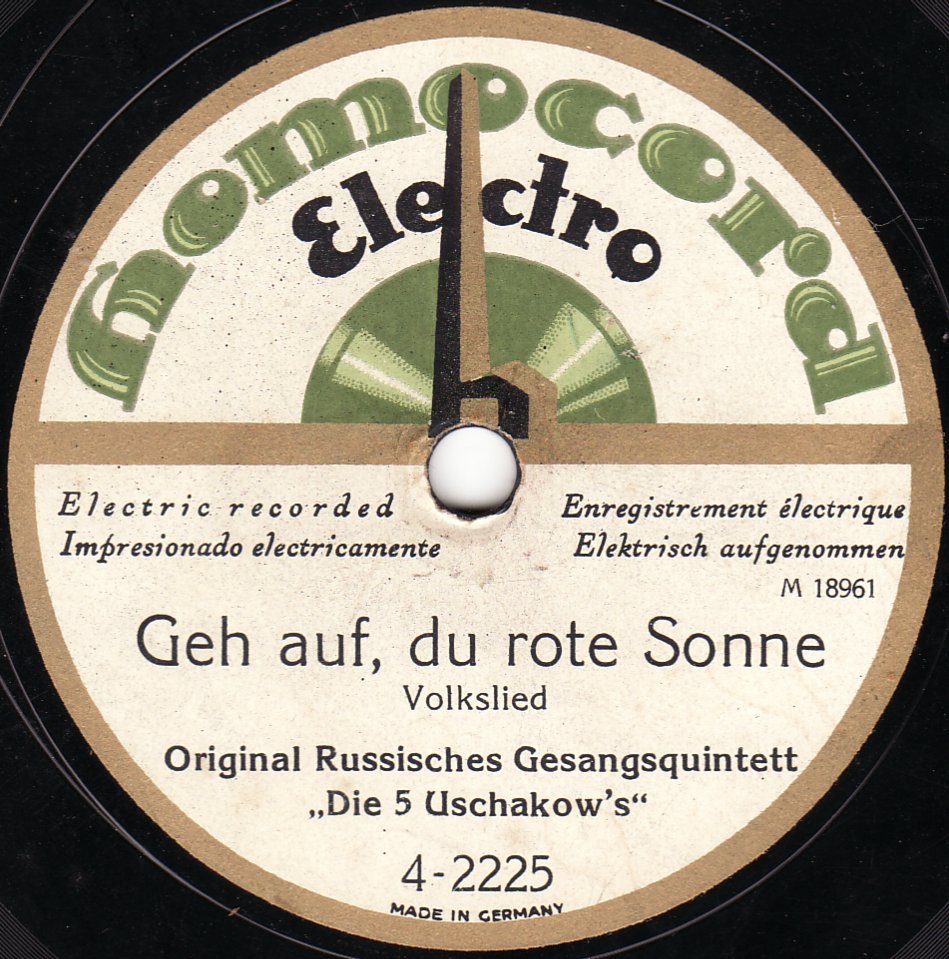 homocord
Electro
h
Electric recorded
Impresionado electricamente
Enregistrement électrique
Elektrisch aufgenommen
M 18961
Geh auf, du rote Sonne
Volkslied
Original Russisches Gesangsquintett
„Die 5 Uschakow's“
4-2225
MADE IN GERMANY